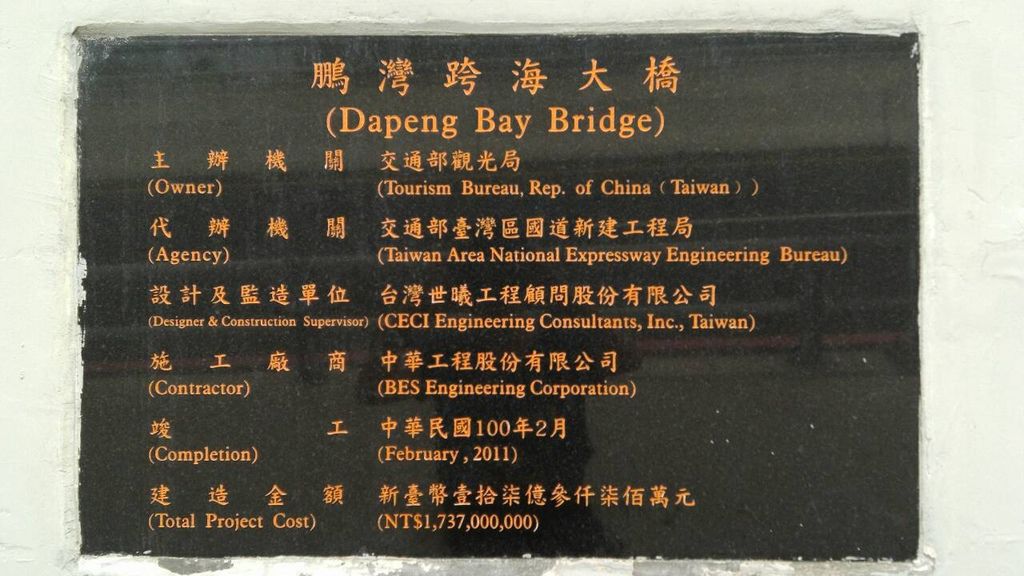 鵬灣跨海大橋
(Dapeng Bay Bridge)
主辦機關 交通部觀光局
(Owner) (Tourism Bureau, Rep. of China (Taiwan))
代辦機關 交通部臺灣區國道新建工程局
(Agency) (Taiwan Area National Expressway Engineering Bureau)
設計及監造單位 台灣世曦工程顧問股份有限公司
(Designer & Construction Supervisor) (CECI Engineering Consultants, Inc., Taiwan)
施工廠商 中華工程股份有限公司
(Contractor) (BES Engineering Corporation)
竣工 中華民國100年2月
(Completion) (February, 2011)
建造金額 新臺幣壹拾柒億參仟柒佰萬元
(Total Project Cost) (NT$1,737,000,000)